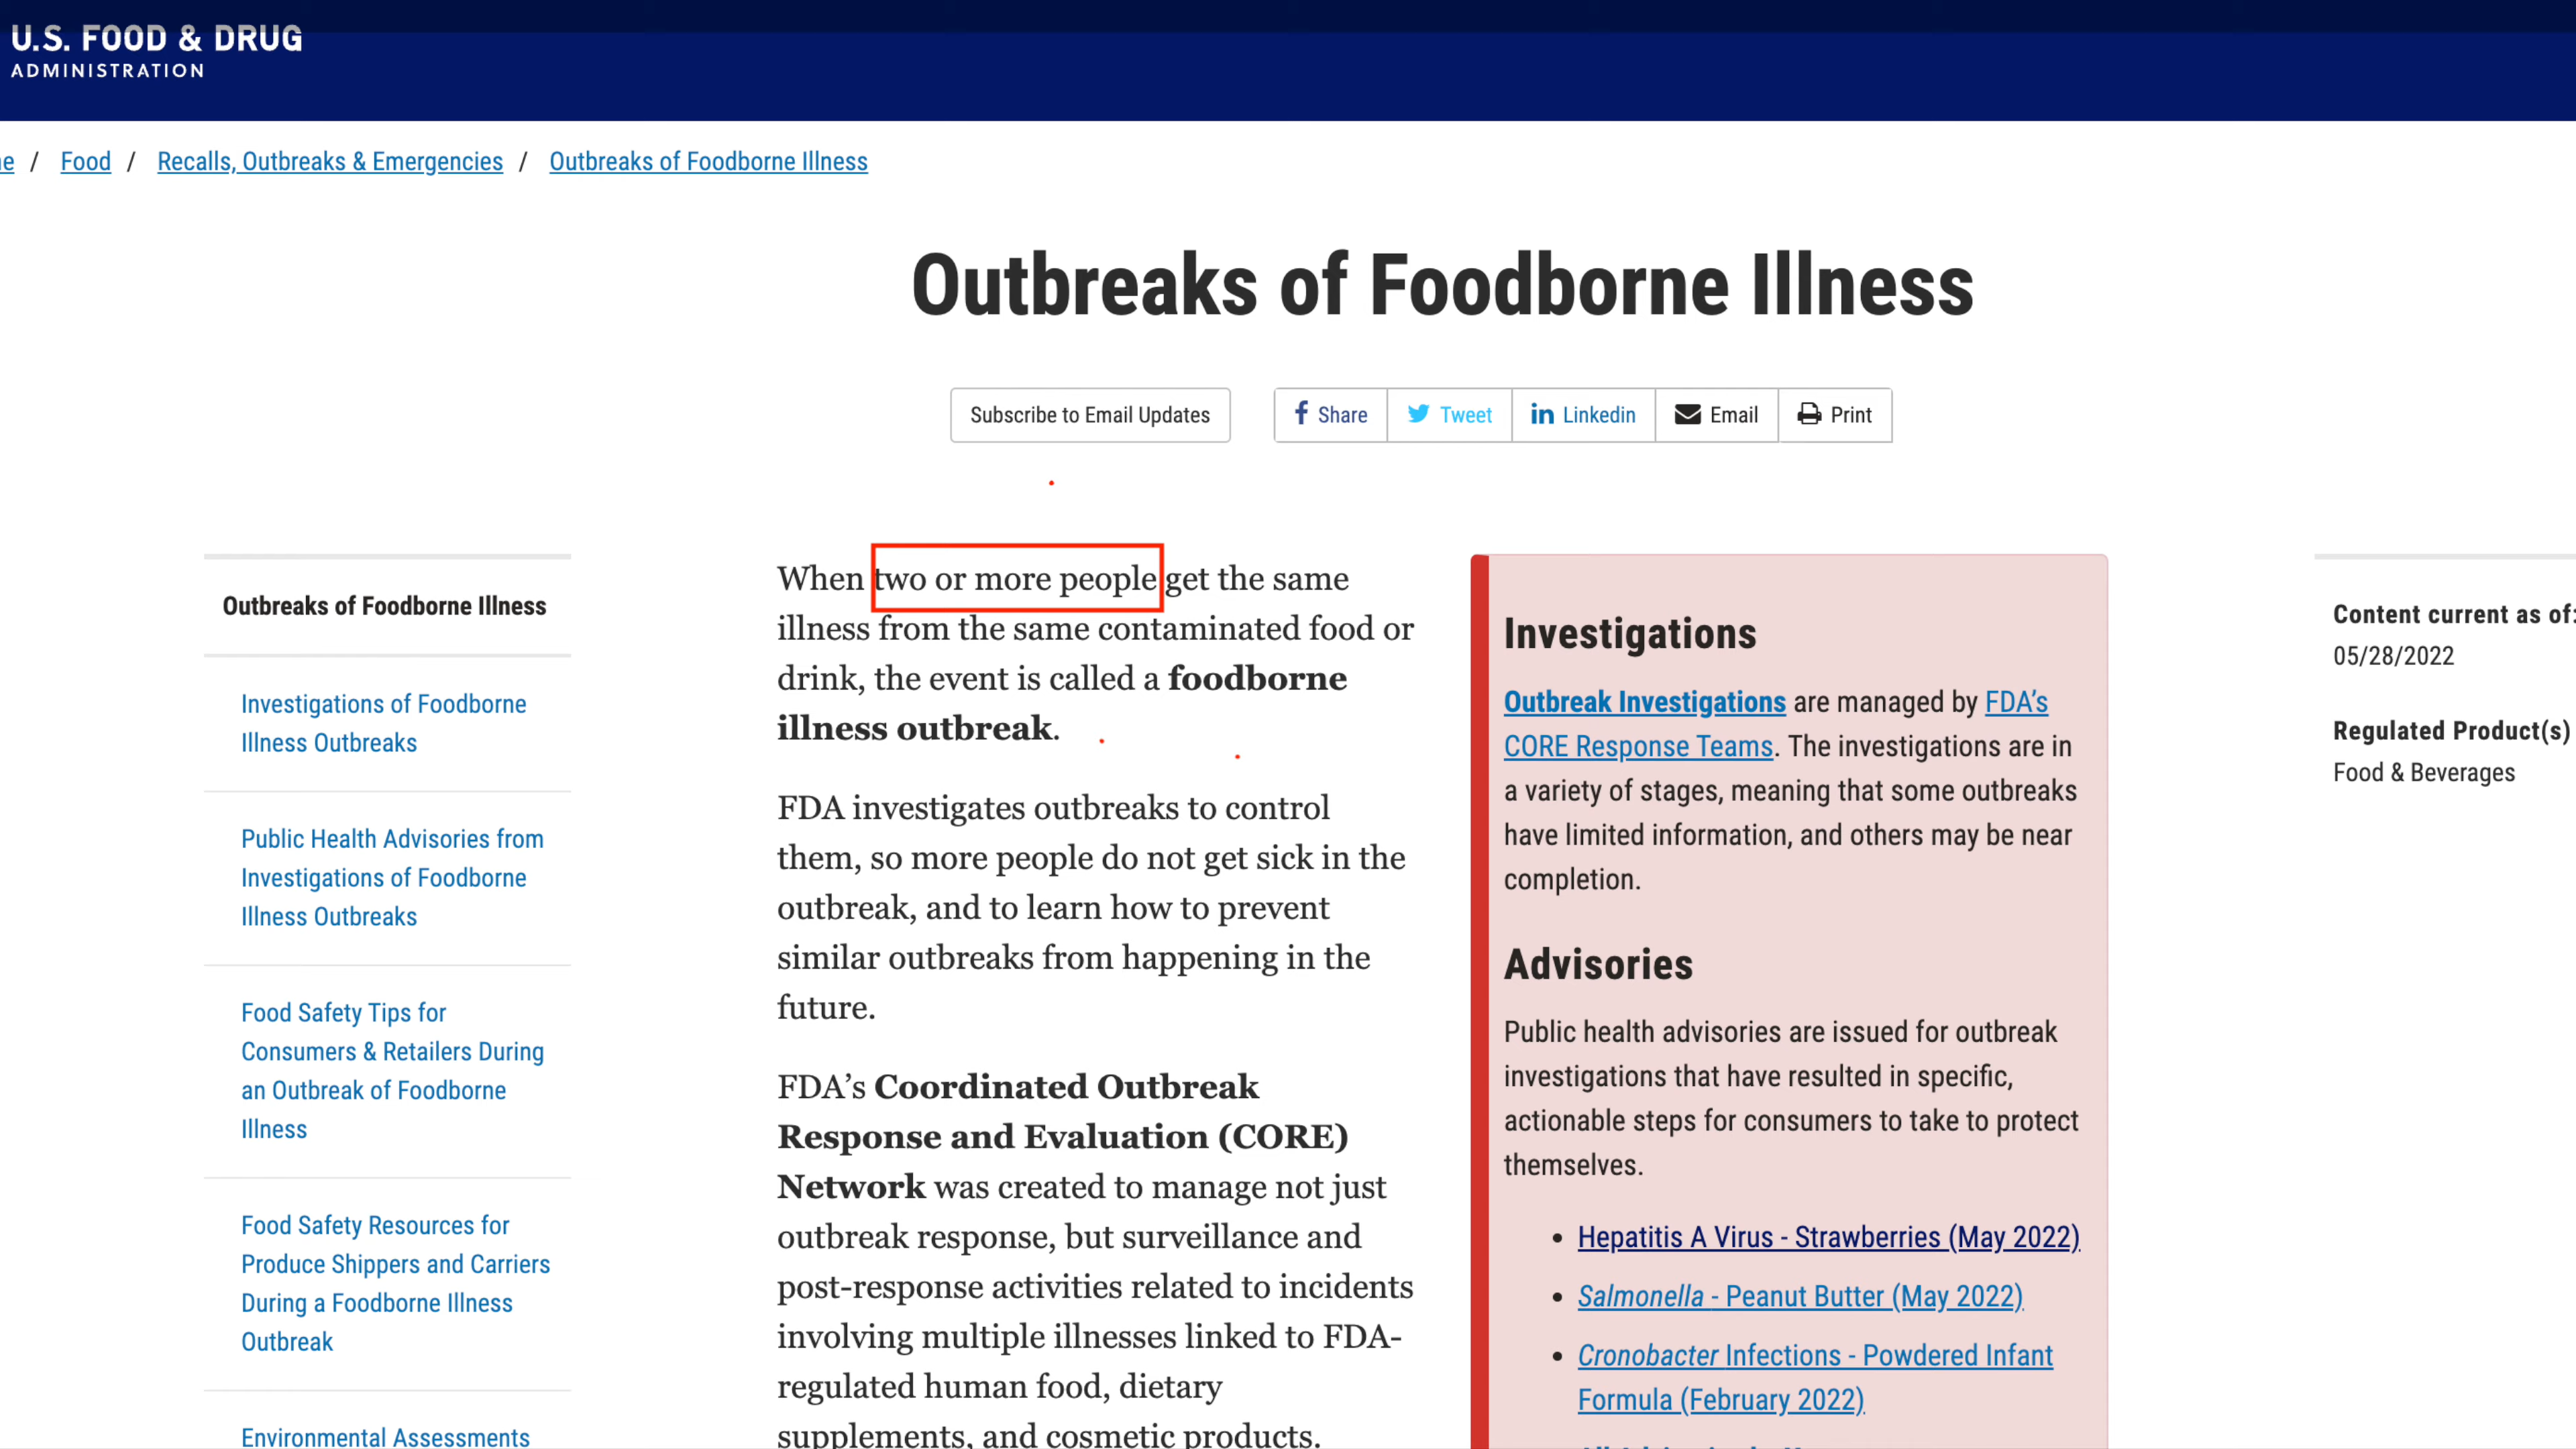 U.S. FOOD & DRUG
ADMINISTRATION
/ Food / Recalls, Outbreaks & Emergencies / Outbreaks of Foodborne Illness
Outbreaks of Foodborne Illness
Subscribe to Email Updates
Share
Tweet
Linkedin
Email
Print
Outbreaks of Foodborne Illness
Investigations of Foodborne
Illness Outbreaks
Public Health Advisories from
Investigations of Foodborne
Illness Outbreaks
Food Safety Tips for
Consumers & Retailers During
an Outbreak of Foodborne
Illness
Food Safety Resources for
Produce Shippers and Carriers
During a Foodborne Illness
Outbreak
Environmental Assessments
When two or more people get the same
illness from the same contaminated food or
drink, the event is called a foodborne
illness outbreak.
FDA investigates outbreaks to control
them, so more people do not get sick in the
outbreak, and to learn how to prevent
similar outbreaks from happening in the
future.
FDA’s Coordinated Outbreak
Response and Evaluation (CORE)
Network was created to manage not just
outbreak response, but surveillance and
post-response activities related to incidents
involving multiple illnesses linked to FDA-
regulated human food, dietary
supplements, and cosmetic products.
Investigations
Outbreak Investigations are managed by FDA’s
CORE Response Teams. The investigations are in
a variety of stages, meaning that some outbreaks
have limited information, and others may be near
completion.
Advisories
Public health advisories are issued for outbreak
investigations that have resulted in specific,
actionable steps for consumers to take to protect
themselves.
• Hepatitis A Virus - Strawberries (May 2022)
• Salmonella - Peanut Butter (May 2022)
• Cronobacter Infections - Powdered Infant
Formula (February 2022)
Content current as of:
05/28/2022
Regulated Product(s)
Food & Beverages